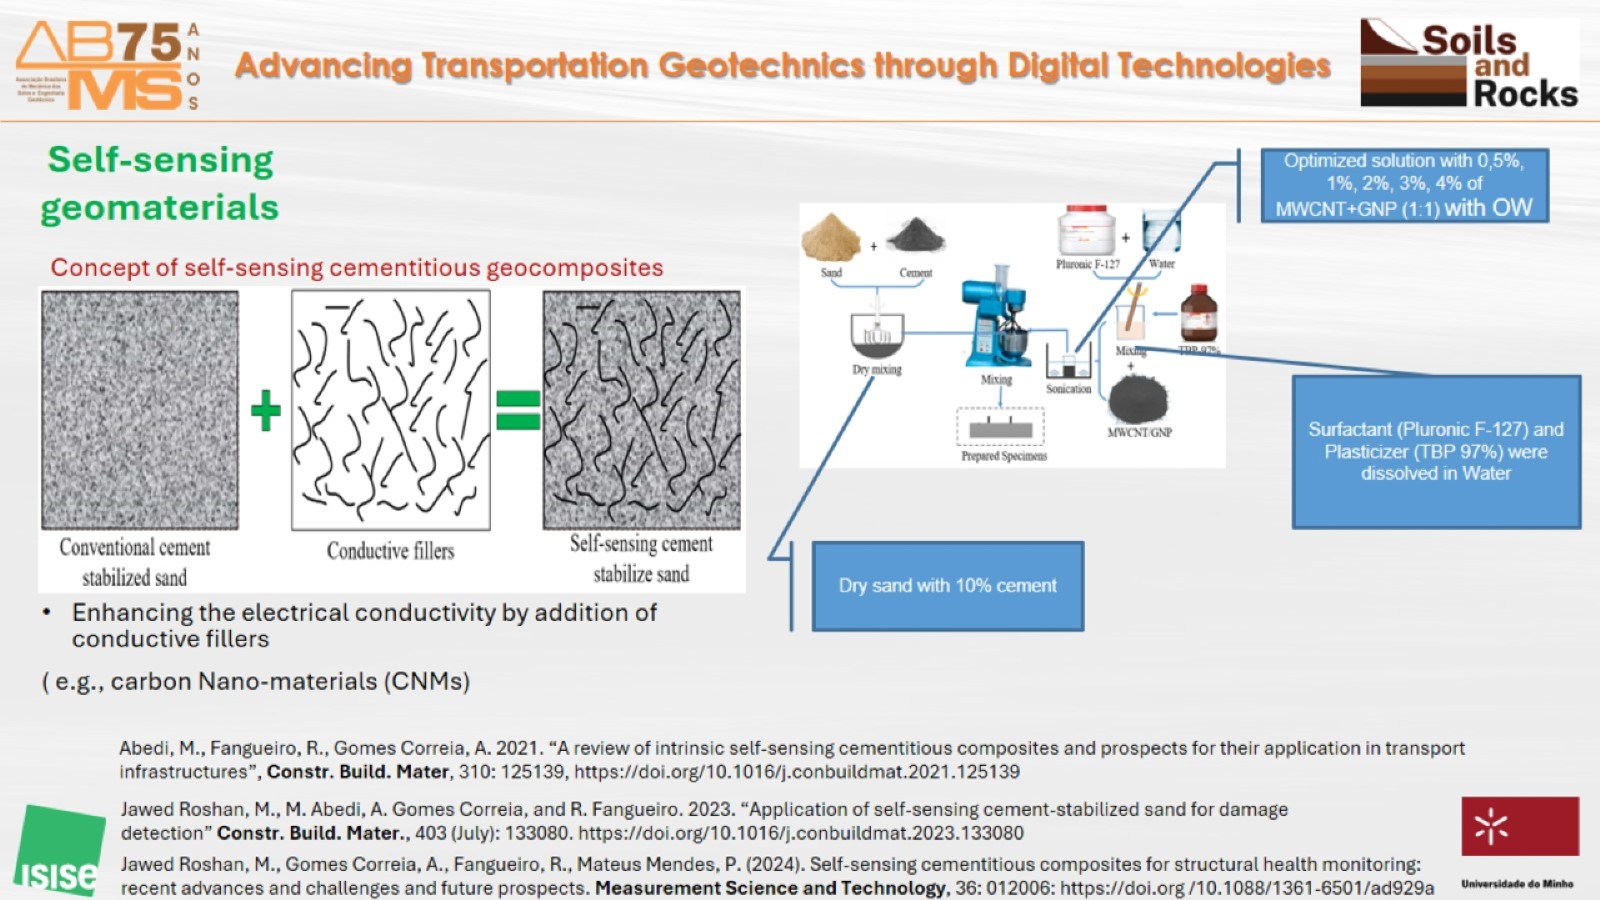 AB75
MS
ANOS
Associação Brasileira
de Mecânica dos
Solos e Engenharia
Geotécnica
Advancing Transportation Geotechnics through Digital Technologies
Soils
and
Rocks
Self-sensing
geomaterials
Concept of self-sensing cementitious geocomposites
Conventional cement
stabilized sand
+
Conductive fillers
=
Self-sensing cement
stabilize sand
• Enhancing the electrical conductivity by addition of
conductive fillers
( e.g., carbon Nano-materials (CNMs)
Optimized solution with 0,5%,
1%, 2%, 3%, 4% of
MWCNT+GNP (1:1) with OW
Sand
+
Cement
Pluronic F-127
+
Water
Dry mixing
Mixing
Sonication
Mixing
TBP 97%
+
MWCNT/GNP
Prepared Specimens
Surfactant (Pluronic F-127) and
Plasticizer (TBP 97%) were
dissolved in Water
Dry sand with 10% cement
Abedi, M., Fangueiro, R., Gomes Correia, A. 2021. “A review of intrinsic self-sensing cementitious composites and prospects for their application in transport
infrastructures”, Constr. Build. Mater, 310: 125139, https://doi.org/10.1016/j.conbuildmat.2021.125139
Jawed Roshan, M., M. Abedi, A. Gomes Correia, and R. Fangueiro. 2023. “Application of self-sensing cement-stabilized sand for damage
detection” Constr. Build. Mater., 403 (July): 133080. https://doi.org/10.1016/j.conbuildmat.2023.133080
Jawed Roshan, M., Gomes Correia, A., Fangueiro, R., Mateus Mendes, P. (2024). Self-sensing cementitious composites for structural health monitoring:
recent advances and challenges and future prospects. Measurement Science and Technology, 36: 012006: https://doi.org /10.1088/1361-6501/ad929a
ISISE
Universidade do Minho